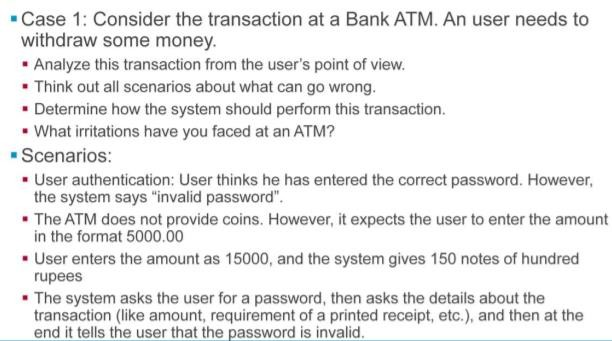 ▪ Case 1: Consider the transaction at a Bank ATM. An user needs to
withdraw some money.
▪ Analyze this transaction from the user's point of view.
▪ Think out all scenarios about what can go wrong.
▪ Determine how the system should perform this transaction.
▪ What irritations have you faced at an ATM?
▪ Scenarios:
▪ User authentication: User thinks he has entered the correct password. However,
the system says “invalid password”.
▪ The ATM does not provide coins. However, it expects the user to enter the amount
in the format 5000.00
▪ User enters the amount as 15000, and the system gives 150 notes of hundred
rupees
▪ The system asks the user for a password, then asks the details about the
transaction (like amount, requirement of a printed receipt, etc.), and then at the
end it tells the user that the password is invalid.